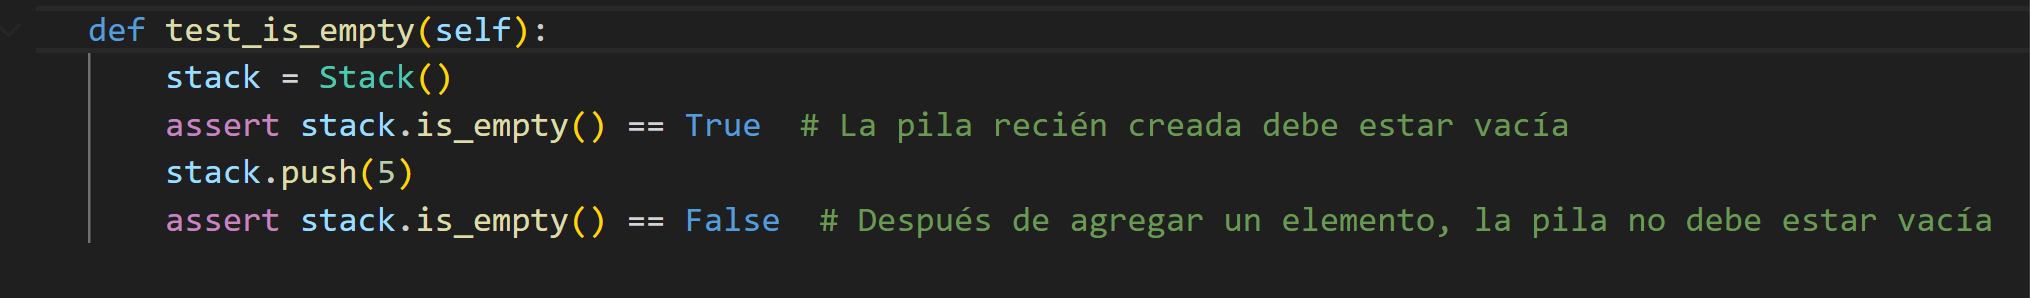 def test_is_empty(self):
    stack = Stack()
    assert stack.is_empty() == True  # La pila recién creada debe estar vacía
    stack.push(5)
    assert stack.is_empty() == False  # Después de agregar un elemento, la pila no debe estar vacía